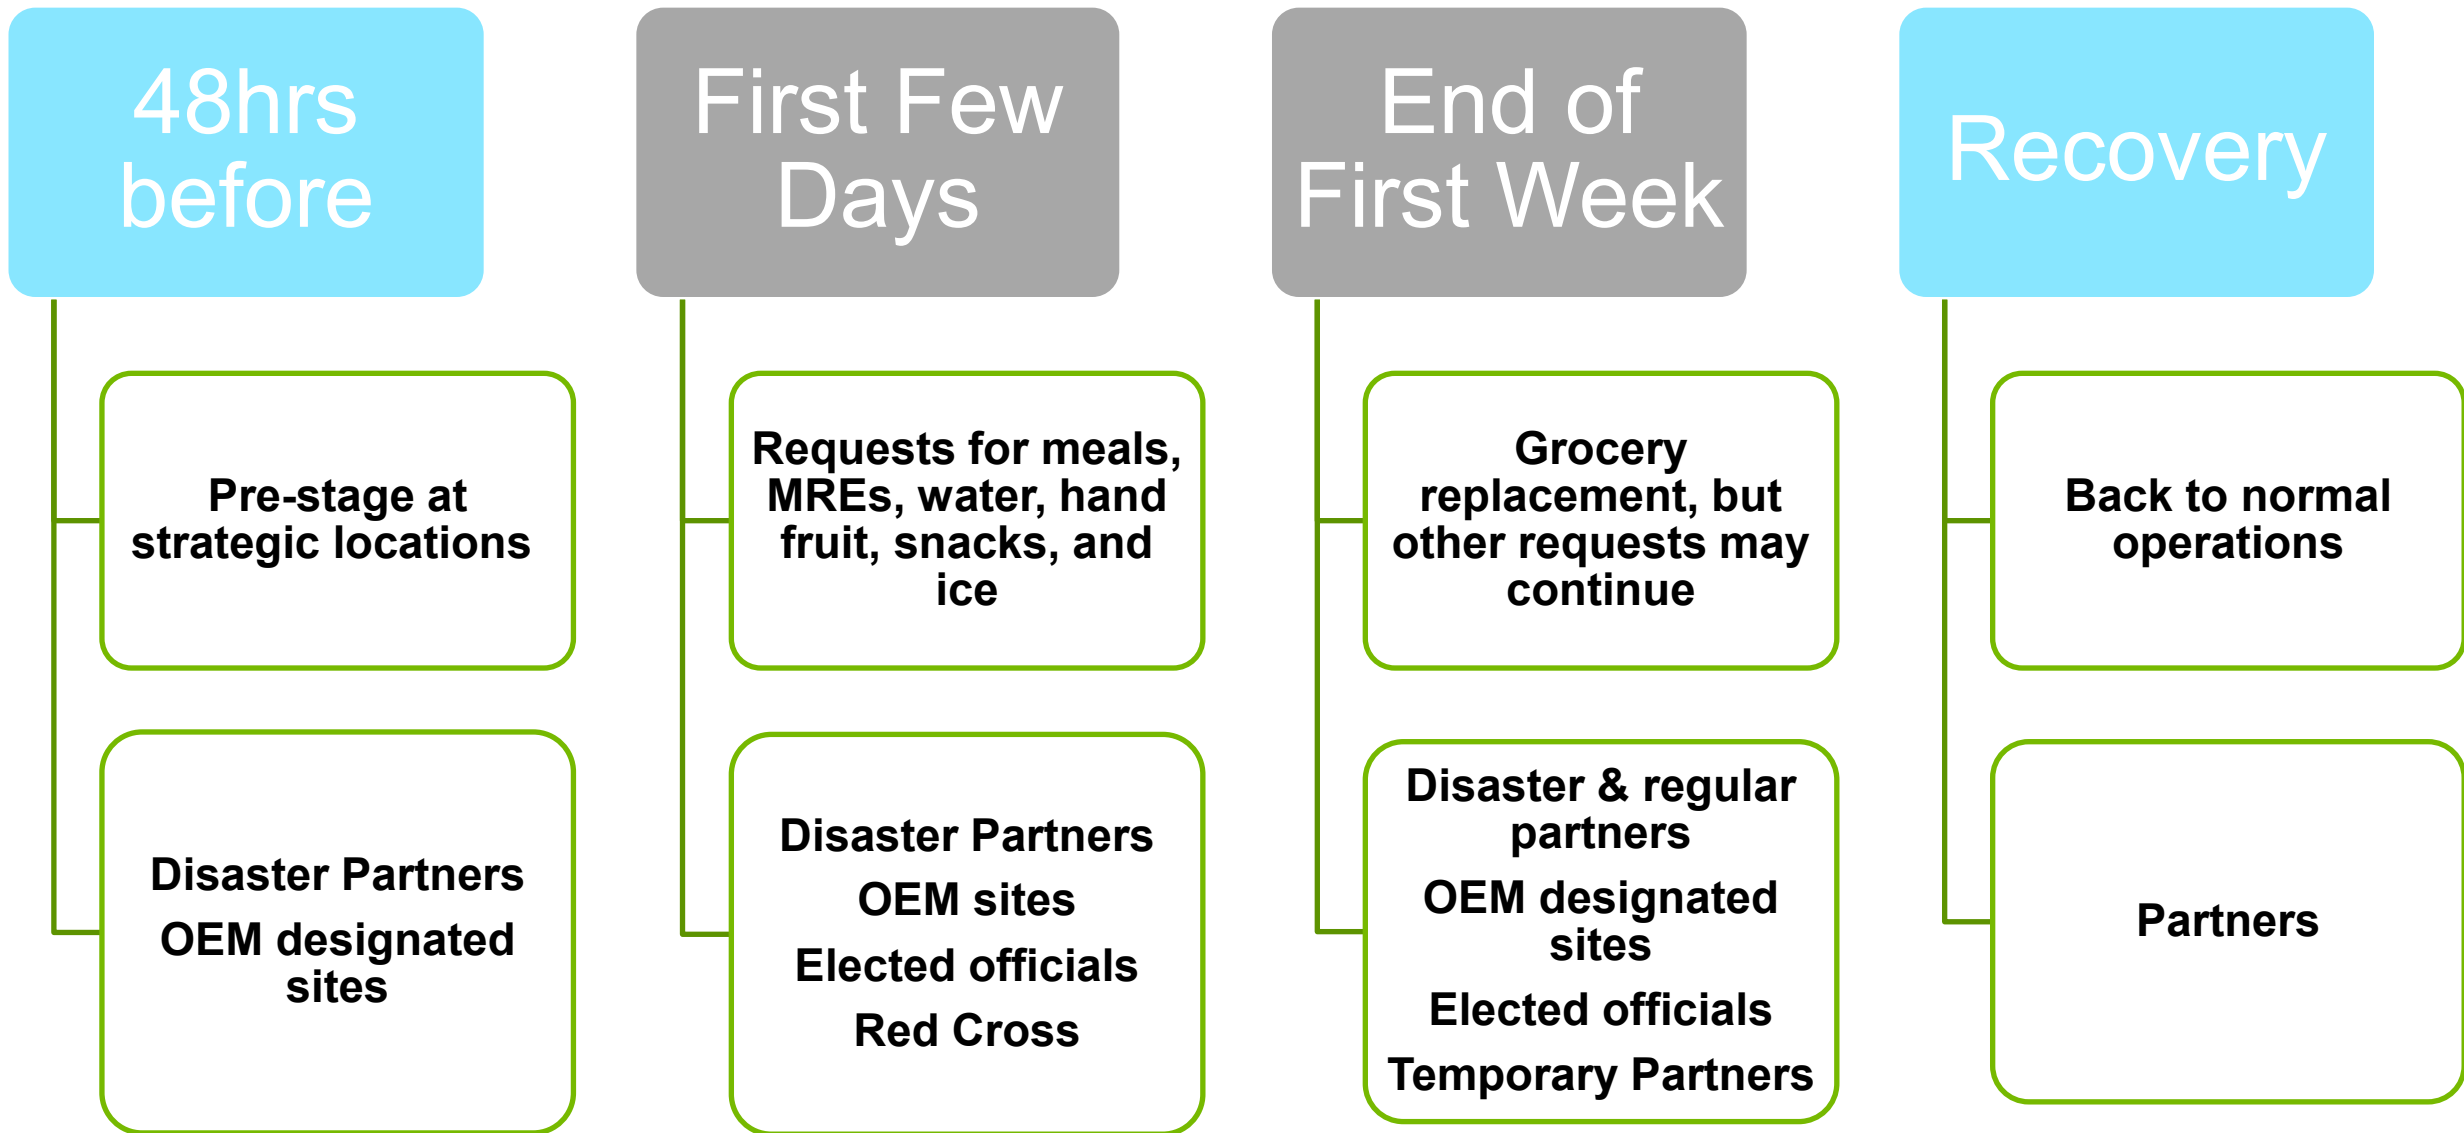 48hrs
before
Pre-stage at
strategic locations
Disaster Partners
OEM designated
sites
First Few
Days
Requests for meals,
MREs, water, hand
fruit, snacks, and
ice
Disaster Partners
OEM sites
Elected officials
Red Cross
End of
First Week
Grocery
replacement, but
other requests may
continue
Disaster & regular
partners
OEM designated
sites
Elected officials
Temporary Partners
Recovery
Back to normal
operations
Partners